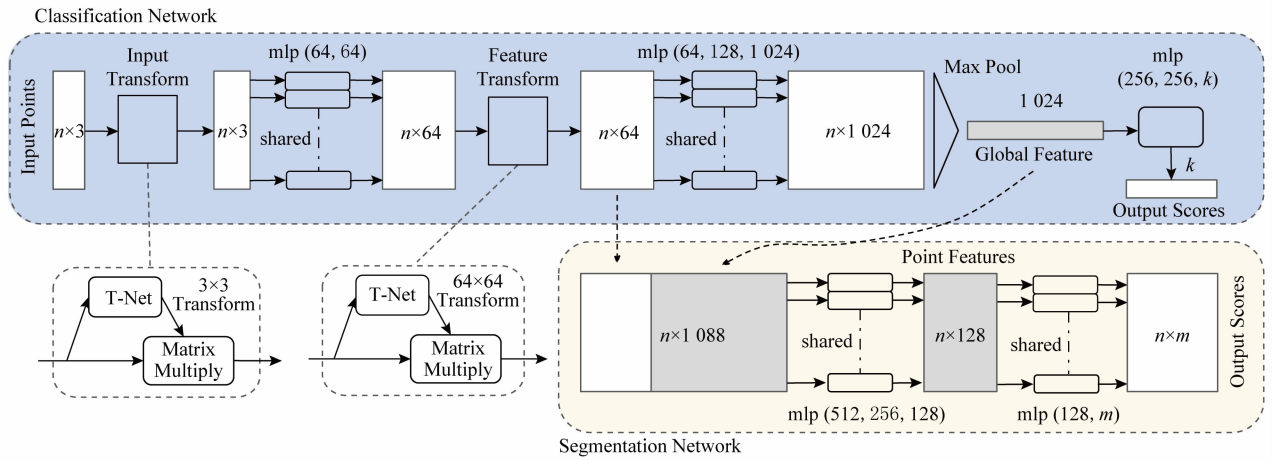 Classification Network
Input Points
n×3
Input
Transform
n×3
mlp (64, 64)
shared
n×64
Feature
Transform
n×64
mlp (64, 128, 1 024)
shared
n×1 024
Max Pool
1 024
Global Feature
mlp
(256, 256, k)
k
Output Scores
T-Net
3×3
Transform
Matrix
Multiply
T-Net
64×64
Transform
Matrix
Multiply
n×1 088
shared
mlp (512, 256, 128)
Point Features
n×128
shared
mlp (128, m)
n×m
Output Scores
Segmentation Network